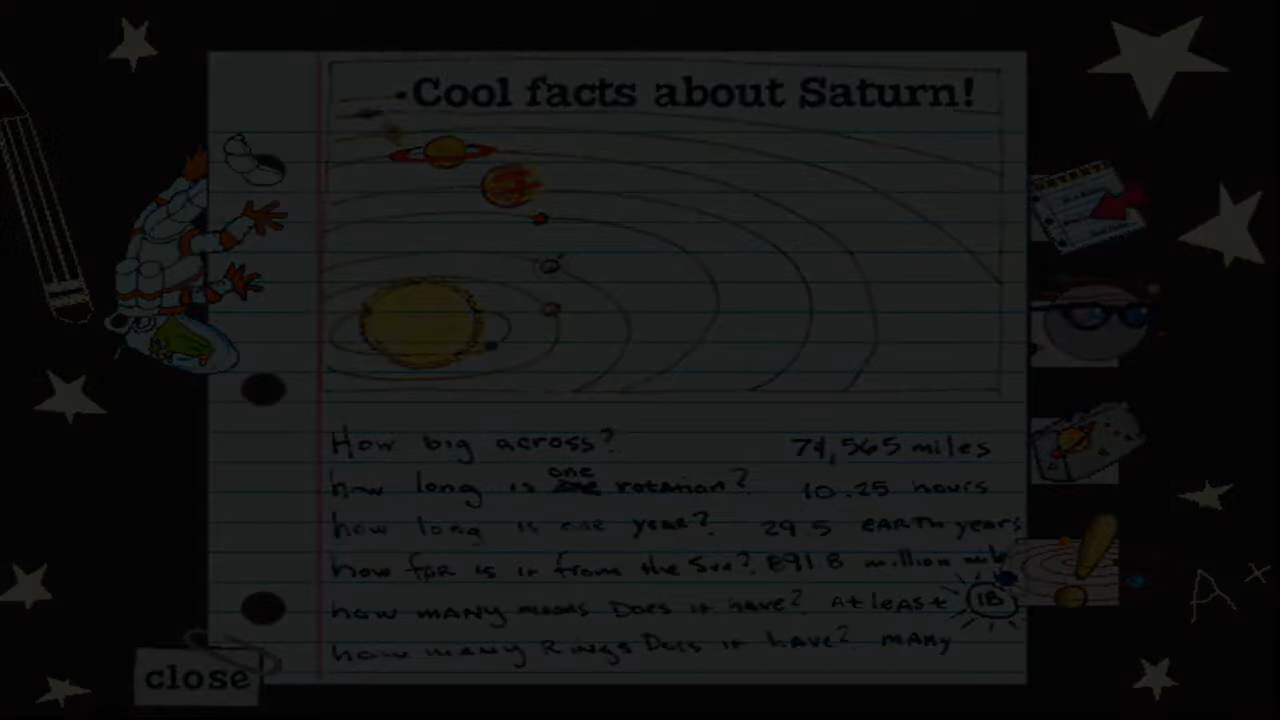 Cool facts about Saturn!
How big across? 74,565 miles
how long is one rotation? 10.25 hours
how long is one year? 29.5 EARTH years
how far is it from the Sun? 891.8 million
how MANY moons Does it have? At least 18
how many Rings Does it have? MANY
close
A